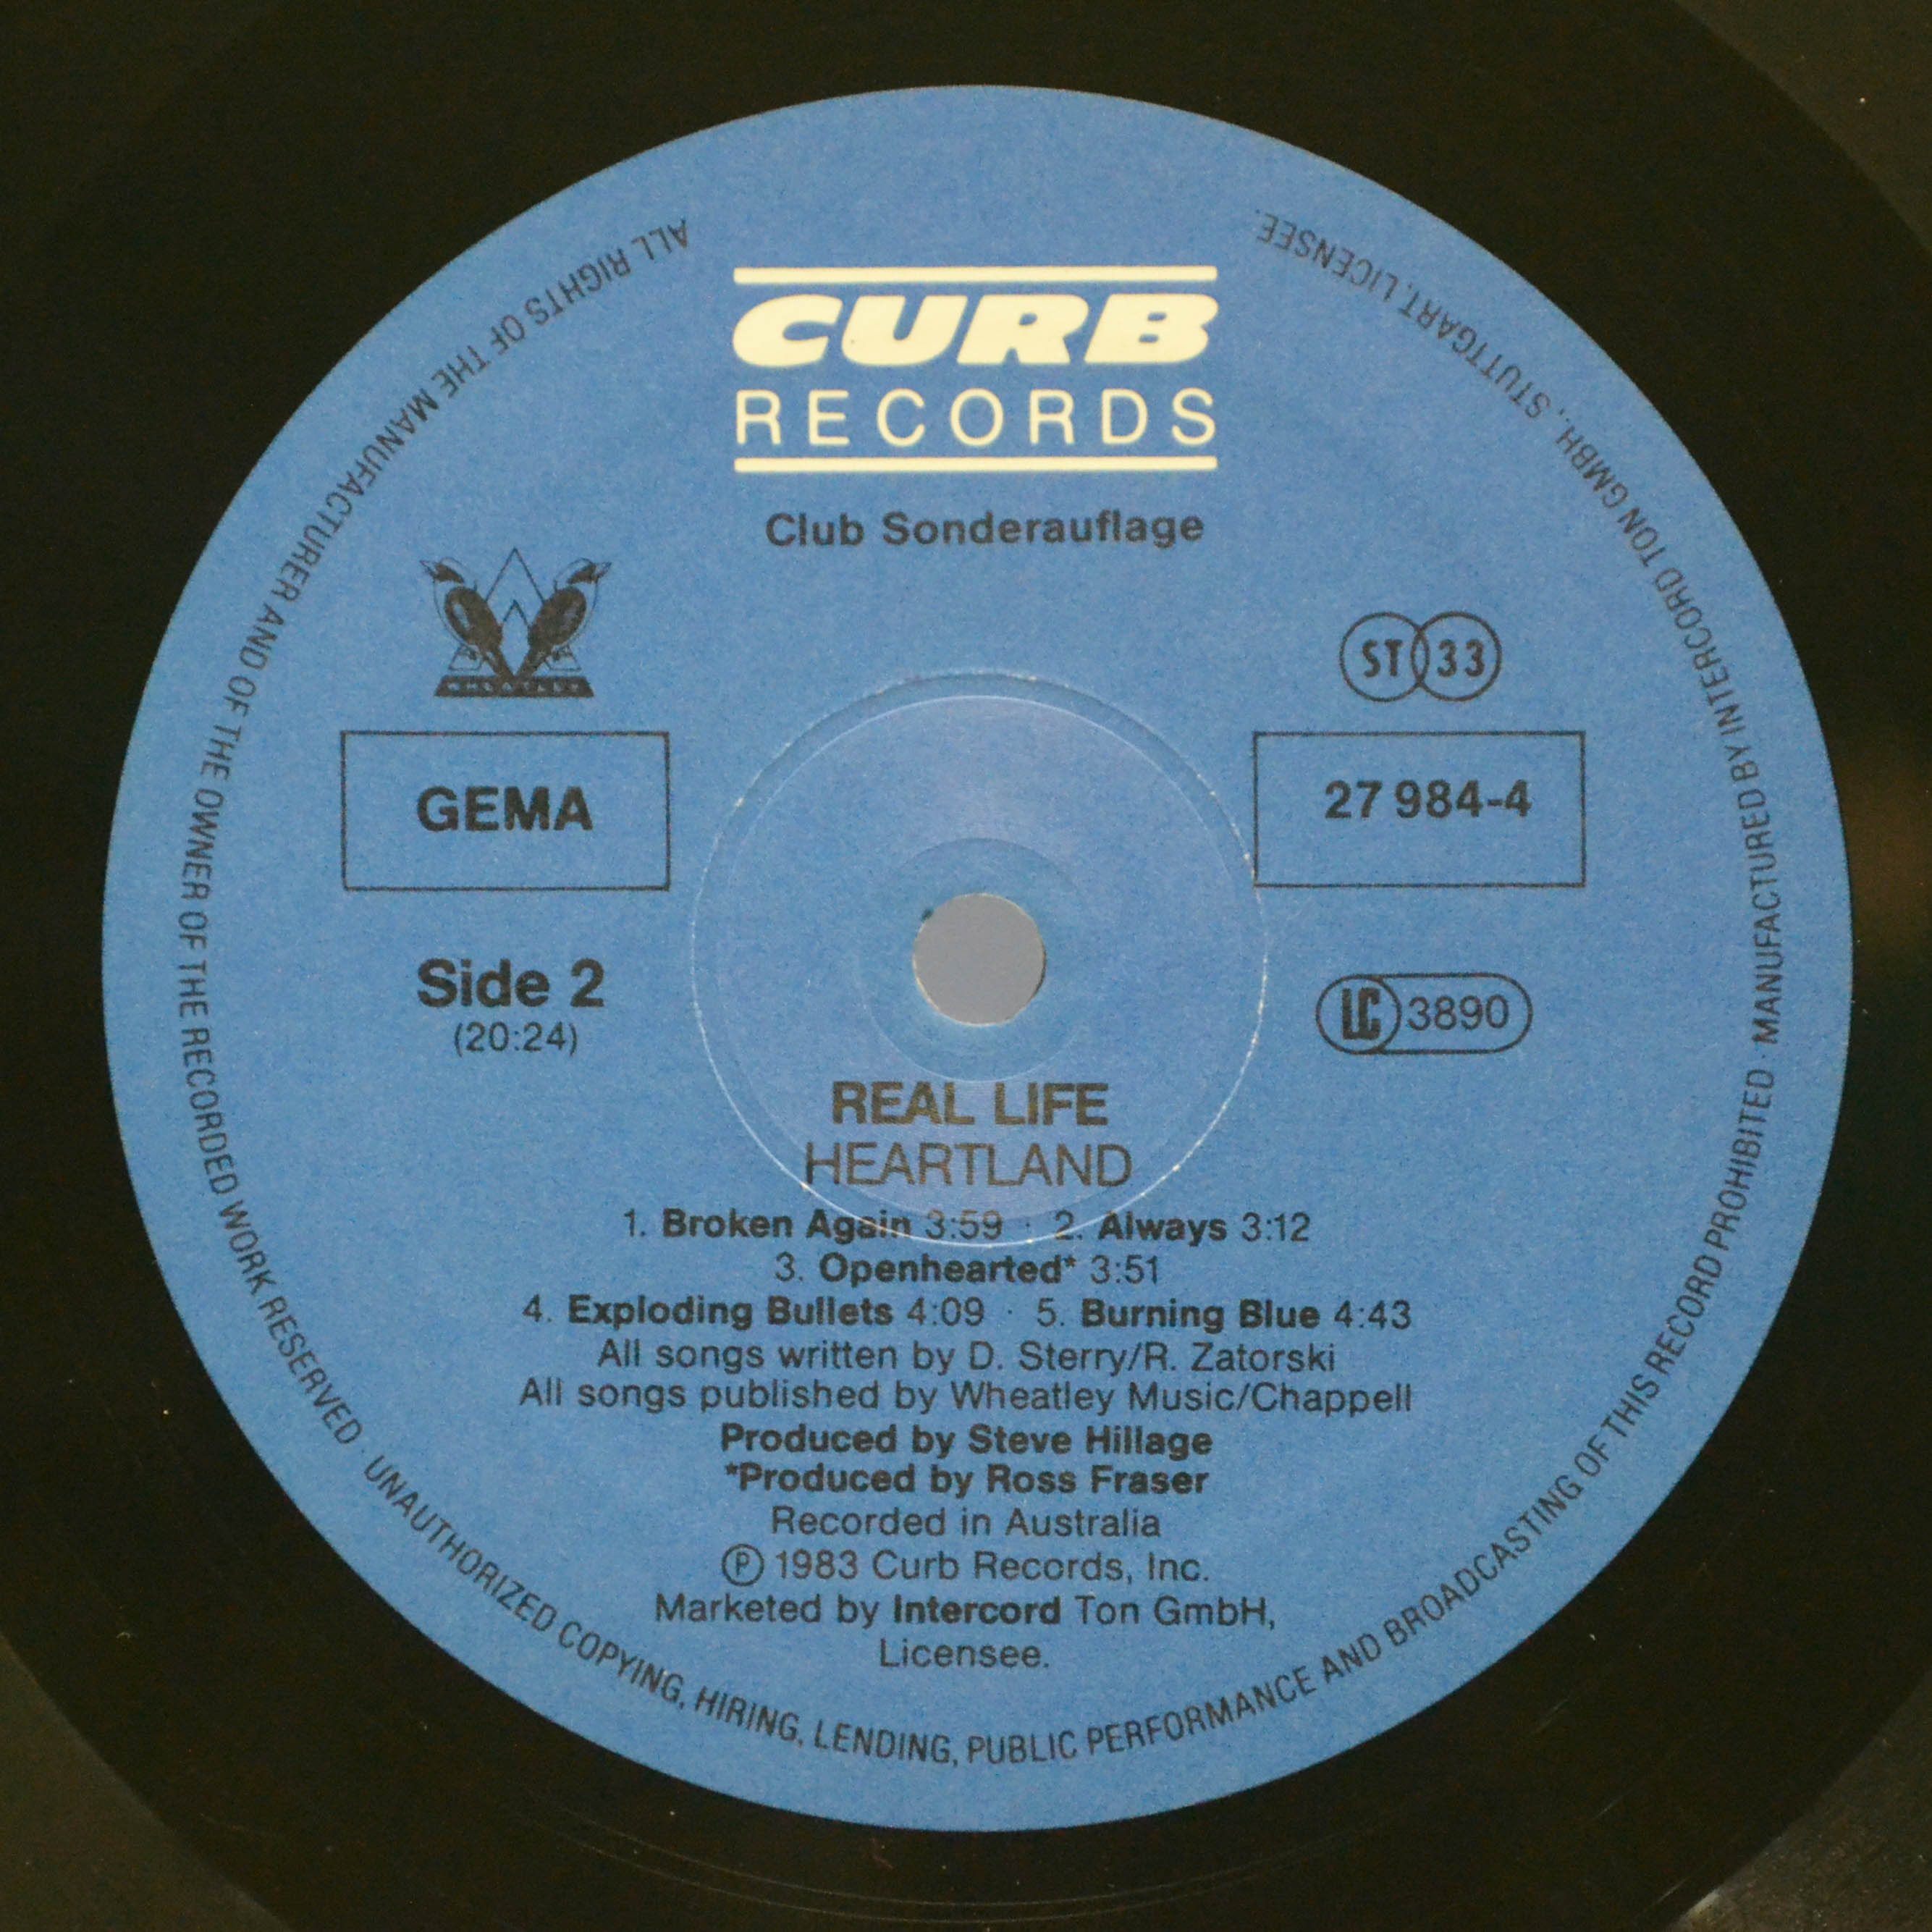 CURB
RECORDS
Club Sonderauflage
ST 33
GEMA
27 984-4
Side 2
(20:24)
LC 3890
REAL LIFE
HEARTLAND
1. Broken Again 3:59 · 2. Always 3:12
3. Openhearted* 3:51
4. Exploding Bullets 4:09 · 5. Burning Blue 4:43
All songs written by D. Sterry/R. Zatorski
All songs published by Wheatley Music/Chappell
Produced by Steve Hillage
*Produced by Ross Fraser
Recorded in Australia
Ⓟ 1983 Curb Records, Inc.
Marketed by Intercord Ton GmbH,
Licensee.
ALL RIGHTS OF THE MANUFACTURER AND OF THE OWNER OF THE RECORDED WORK RESERVED · UNAUTHORIZED COPYING, HIRING, LENDING, PUBLIC PERFORMANCE AND BROADCASTING OF THIS RECORD PROHIBITED · MANUFACTURED BY INTERCORD TON GMBH., STUTTGART, LICENSEE.